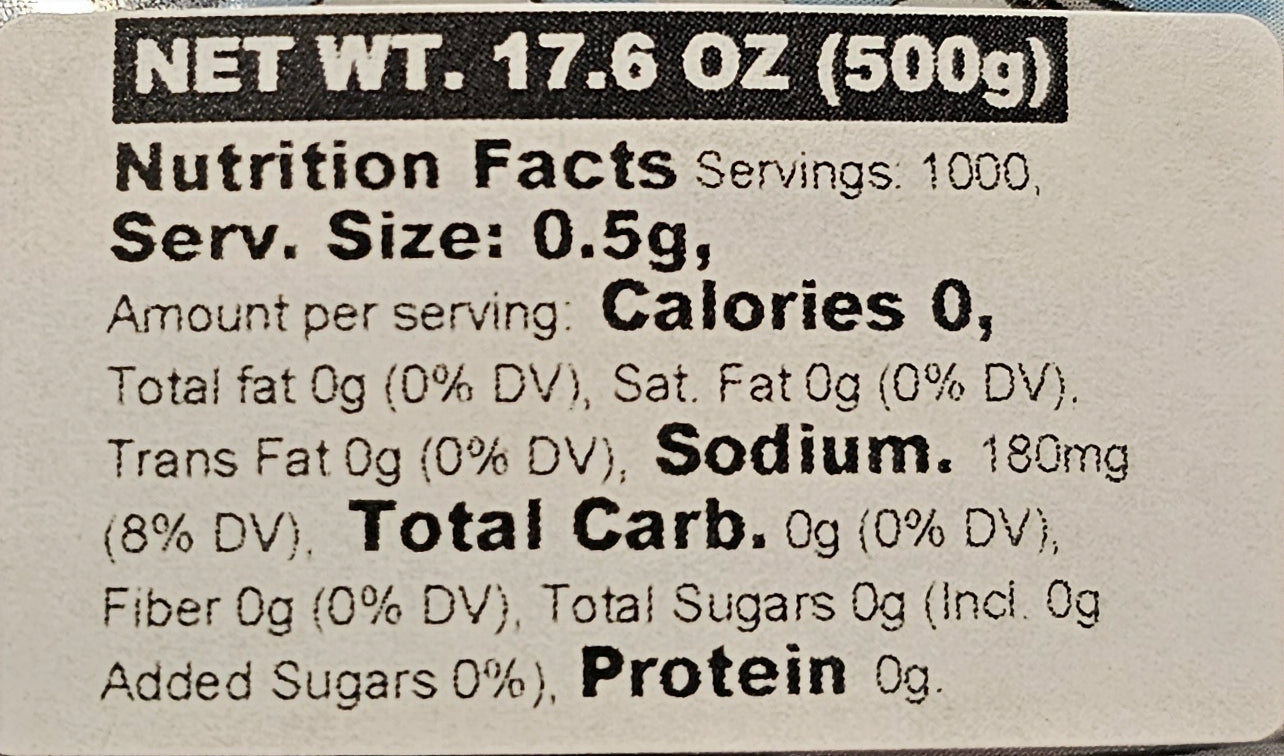 NET WT. 17.6 OZ (500g)
Nutrition Facts Servings: 1000,
Serv. Size: 0.5g,
Amount per serving: Calories 0,
Total fat 0g (0% DV), Sat. Fat 0g (0% DV),
Trans Fat 0g (0% DV), Sodium. 180mg
(8% DV), Total Carb. 0g (0% DV),
Fiber 0g (0% DV), Total Sugars 0g (Incl. 0g
Added Sugars 0%), Protein 0g.